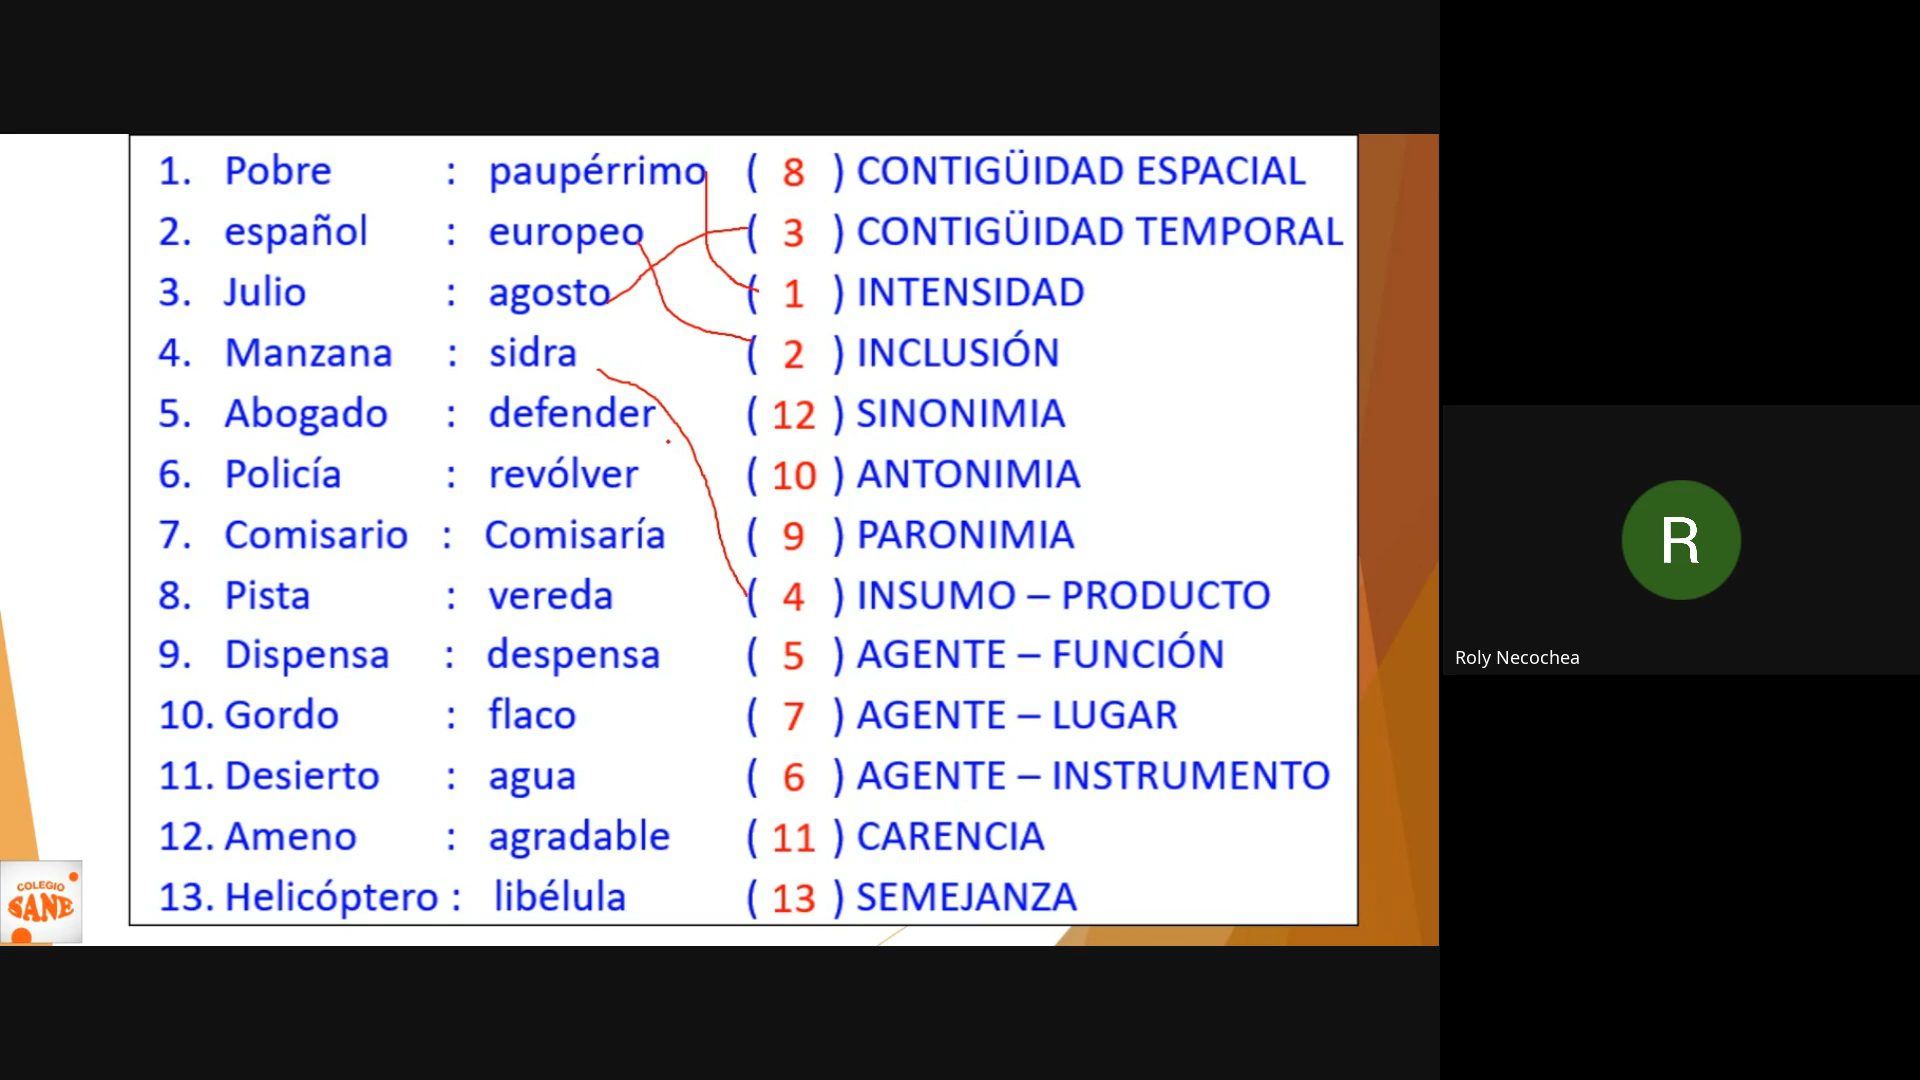 1. Pobre : paupérrimo ( 8 ) CONTIGÜIDAD ESPACIAL
2. español : europeo ( 3 ) CONTIGÜIDAD TEMPORAL
3. Julio : agosto ( 1 ) INTENSIDAD
4. Manzana : sidra ( 2 ) INCLUSIÓN
5. Abogado : defender ( 12 ) SINONIMIA
6. Policía : revólver ( 10 ) ANTONIMIA
7. Comisario : Comisaría ( 9 ) PARONIMIA
8. Pista : vereda ( 4 ) INSUMO – PRODUCTO
9. Dispensa : despensa ( 5 ) AGENTE – FUNCIÓN
10. Gordo : flaco ( 7 ) AGENTE – LUGAR
11. Desierto : agua ( 6 ) AGENTE – INSTRUMENTO
12. Ameno : agradable ( 11 ) CARENCIA
13. Helicóptero : libélula ( 13 ) SEMEJANZA
COLEGIO
SANE
R
Roly Necochea